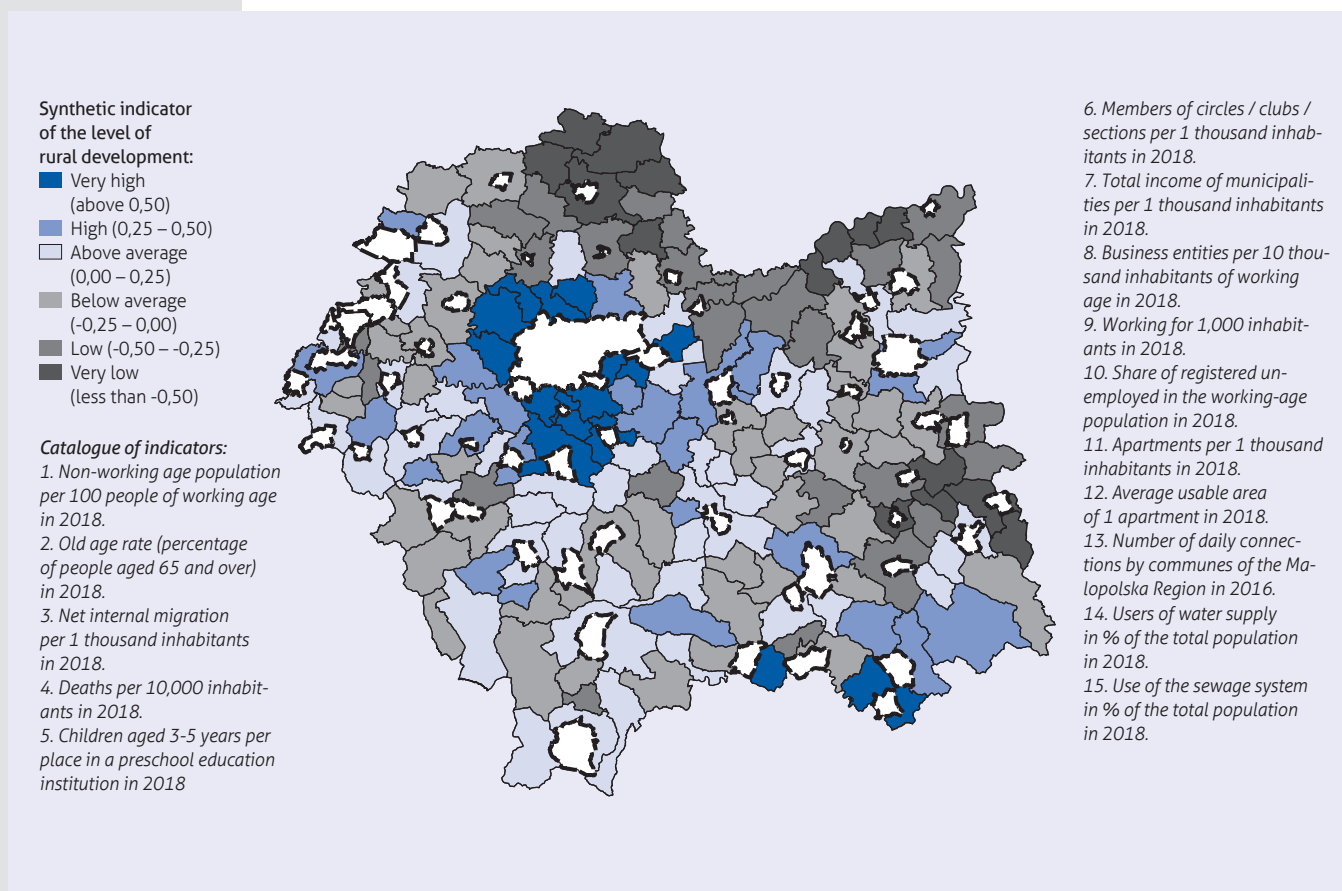 Synthetic indicator
of the level of
rural development:
Very high
(above 0,50)
High (0,25 – 0,50)
Above average
(0,00 – 0,25)
Below average
(-0,25 – 0,00)
Low (-0,50 – -0,25)
Very low
(less than -0,50)
Catalogue of indicators:
1. Non-working age population
per 100 people of working age
in 2018.
2. Old age rate (percentage
of people aged 65 and over)
in 2018.
3. Net internal migration
per 1 thousand inhabitants
in 2018.
4. Deaths per 10,000 inhabit-
ants in 2018.
5. Children aged 3-5 years per
place in a preschool education
institution in 2018
6. Members of circles / clubs /
sections per 1 thousand inhab-
itants in 2018.
7. Total income of municipali-
ties per 1 thousand inhabitants
in 2018.
8. Business entities per 10 thou-
sand inhabitants of working
age in 2018.
9. Working for 1,000 inhabit-
ants in 2018.
10. Share of registered un-
employed in the working-age
population in 2018.
11. Apartments per 1 thousand
inhabitants in 2018.
12. Average usable area
of 1 apartment in 2018.
13. Number of daily connec-
tions by communes of the Ma-
lopolska Region in 2016.
14. Users of water supply
in % of the total population
in 2018.
15. Use of the sewage system
in % of the total population
in 2018.